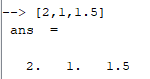 --> [2,1,1.5]
ans  =
2.   1.   1.5